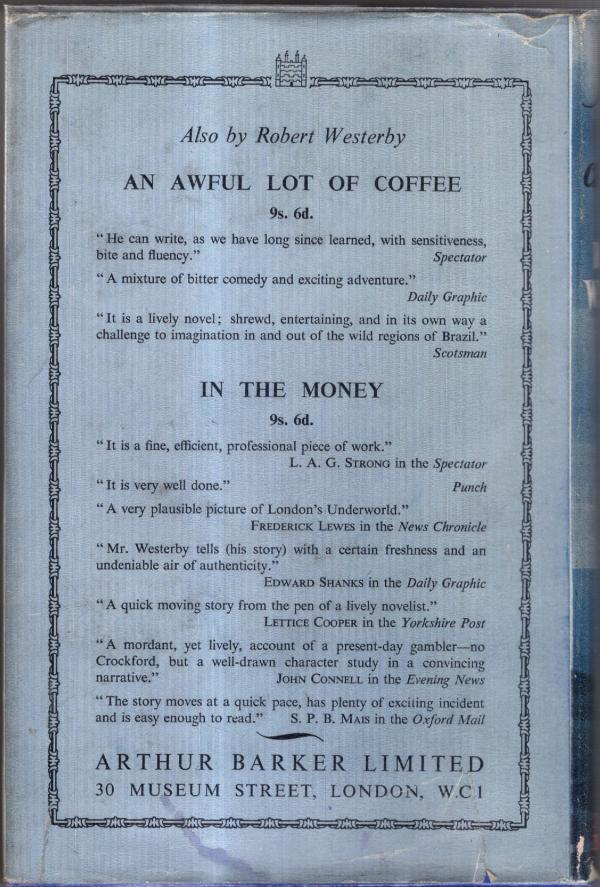 Also by Robert Westerby
AN AWFUL LOT OF COFFEE
9s. 6d.
“ He can write, as we have long since learned, with sensitiveness,
bite and fluency.” Spectator
“ A mixture of bitter comedy and exciting adventure.”
Daily Graphic
“ It is a lively novel ; shrewd, entertaining, and in its own way a
challenge to imagination in and out of the wild regions of Brazil.”
Scotsman
IN THE MONEY
9s. 6d.
“ It is a fine, efficient, professional piece of work.”
L. A. G. STRONG in the Spectator
“ It is very well done.” Punch
“ A very plausible picture of London’s Underworld.”
FREDERICK LEWES in the News Chronicle
“ Mr. Westerby tells (his story) with a certain freshness and an
undeniable air of authenticity.”
EDWARD SHANKS in the Daily Graphic
“ A quick moving story from the pen of a lively novelist.”
LETTICE COOPER in the Yorkshire Post
“ A mordant, yet lively, account of a present-day gambler—no
Crockford, but a well-drawn character study in a convincing
narrative.” JOHN CONNELL in the Evening News
“ The story moves at a quick pace, has plenty of exciting incident
and is easy enough to read.” S. P. B. MAIS in the Oxford Mail
ARTHUR BARKER LIMITED
30 MUSEUM STREET, LONDON, W.C.1